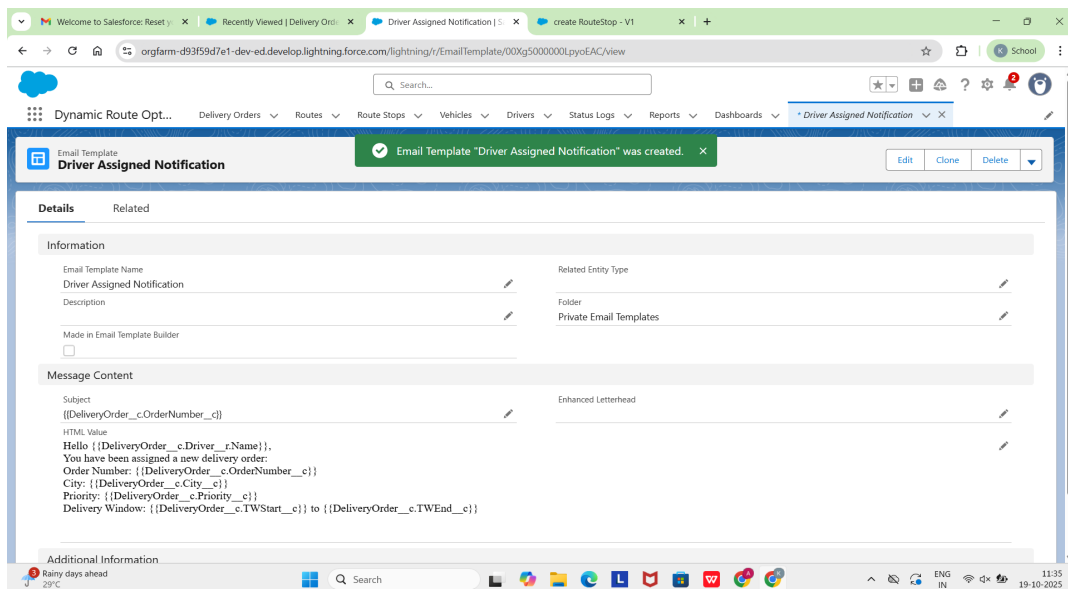 Welcome to Salesforce: Reset y
Recently Viewed | Delivery Orde
Driver Assigned Notification | S
create RouteStop - V1
orgfarm-d93f59d7e1-dev-ed.develop.lightning.force.com/lightning/r/EmailTemplate/00Xg5000000LpyoEAC/view
K School
Search...
2
Dynamic Route Opt...
Delivery Orders
Routes
Route Stops
Vehicles
Drivers
Status Logs
Reports
Dashboards
* Driver Assigned Notification
Email Template
Driver Assigned Notification
Email Template "Driver Assigned Notification" was created.
Edit
Clone
Delete
Details
Related
Information
Email Template Name
Driver Assigned Notification
Related Entity Type
Description
Folder
Private Email Templates
Made in Email Template Builder
Message Content
Subject
{{DeliveryOrder__c.OrderNumber__c}}
Enhanced Letterhead
HTML Value
Hello {{DeliveryOrder__c.Driver__r.Name}},
You have been assigned a new delivery order:
Order Number: {{DeliveryOrder__c.OrderNumber__c}}
City: {{DeliveryOrder__c.City__c}}
Priority: {{DeliveryOrder__c.Priority__c}}
Delivery Window: {{DeliveryOrder__c.TWStart__c}} to {{DeliveryOrder__c.TWEnd__c}}
Additional Information
3
Rainy days ahead
29°C
Search
L
W
A
K
ENG
IN
11:35
19-10-2025